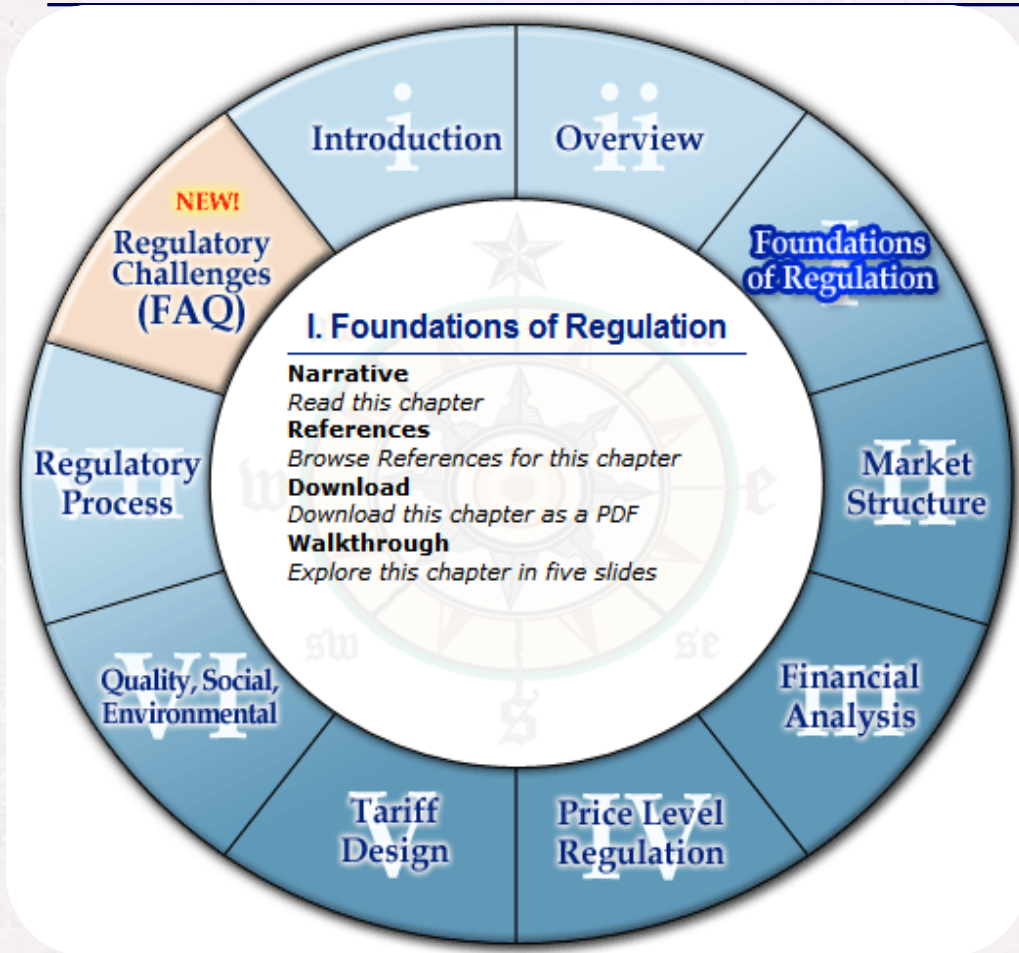 i
Introduction
ii
Overview
I
Foundations
of Regulation
II
Market
Structure
III
Financial
Analysis
IV
Price Level
Regulation
V
Tariff
Design
VI
Quality, Social,
Environmental
VII
Regulatory
Process
NEW!
Regulatory
Challenges
(FAQ)
I. Foundations of Regulation
Narrative
Read this chapter
References
Browse References for this chapter
Download
Download this chapter as a PDF
Walkthrough
Explore this chapter in five slides
w
e
sw
se
s